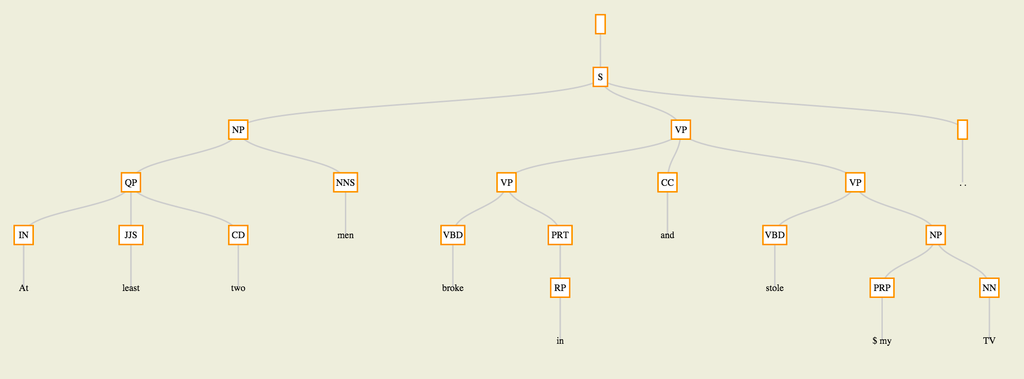 S
NP VP
QP NNS VP CC VP . .
IN JJS CD men VBD PRT and VBD NP
At least two broke RP stole PRP NN
in $ my TV